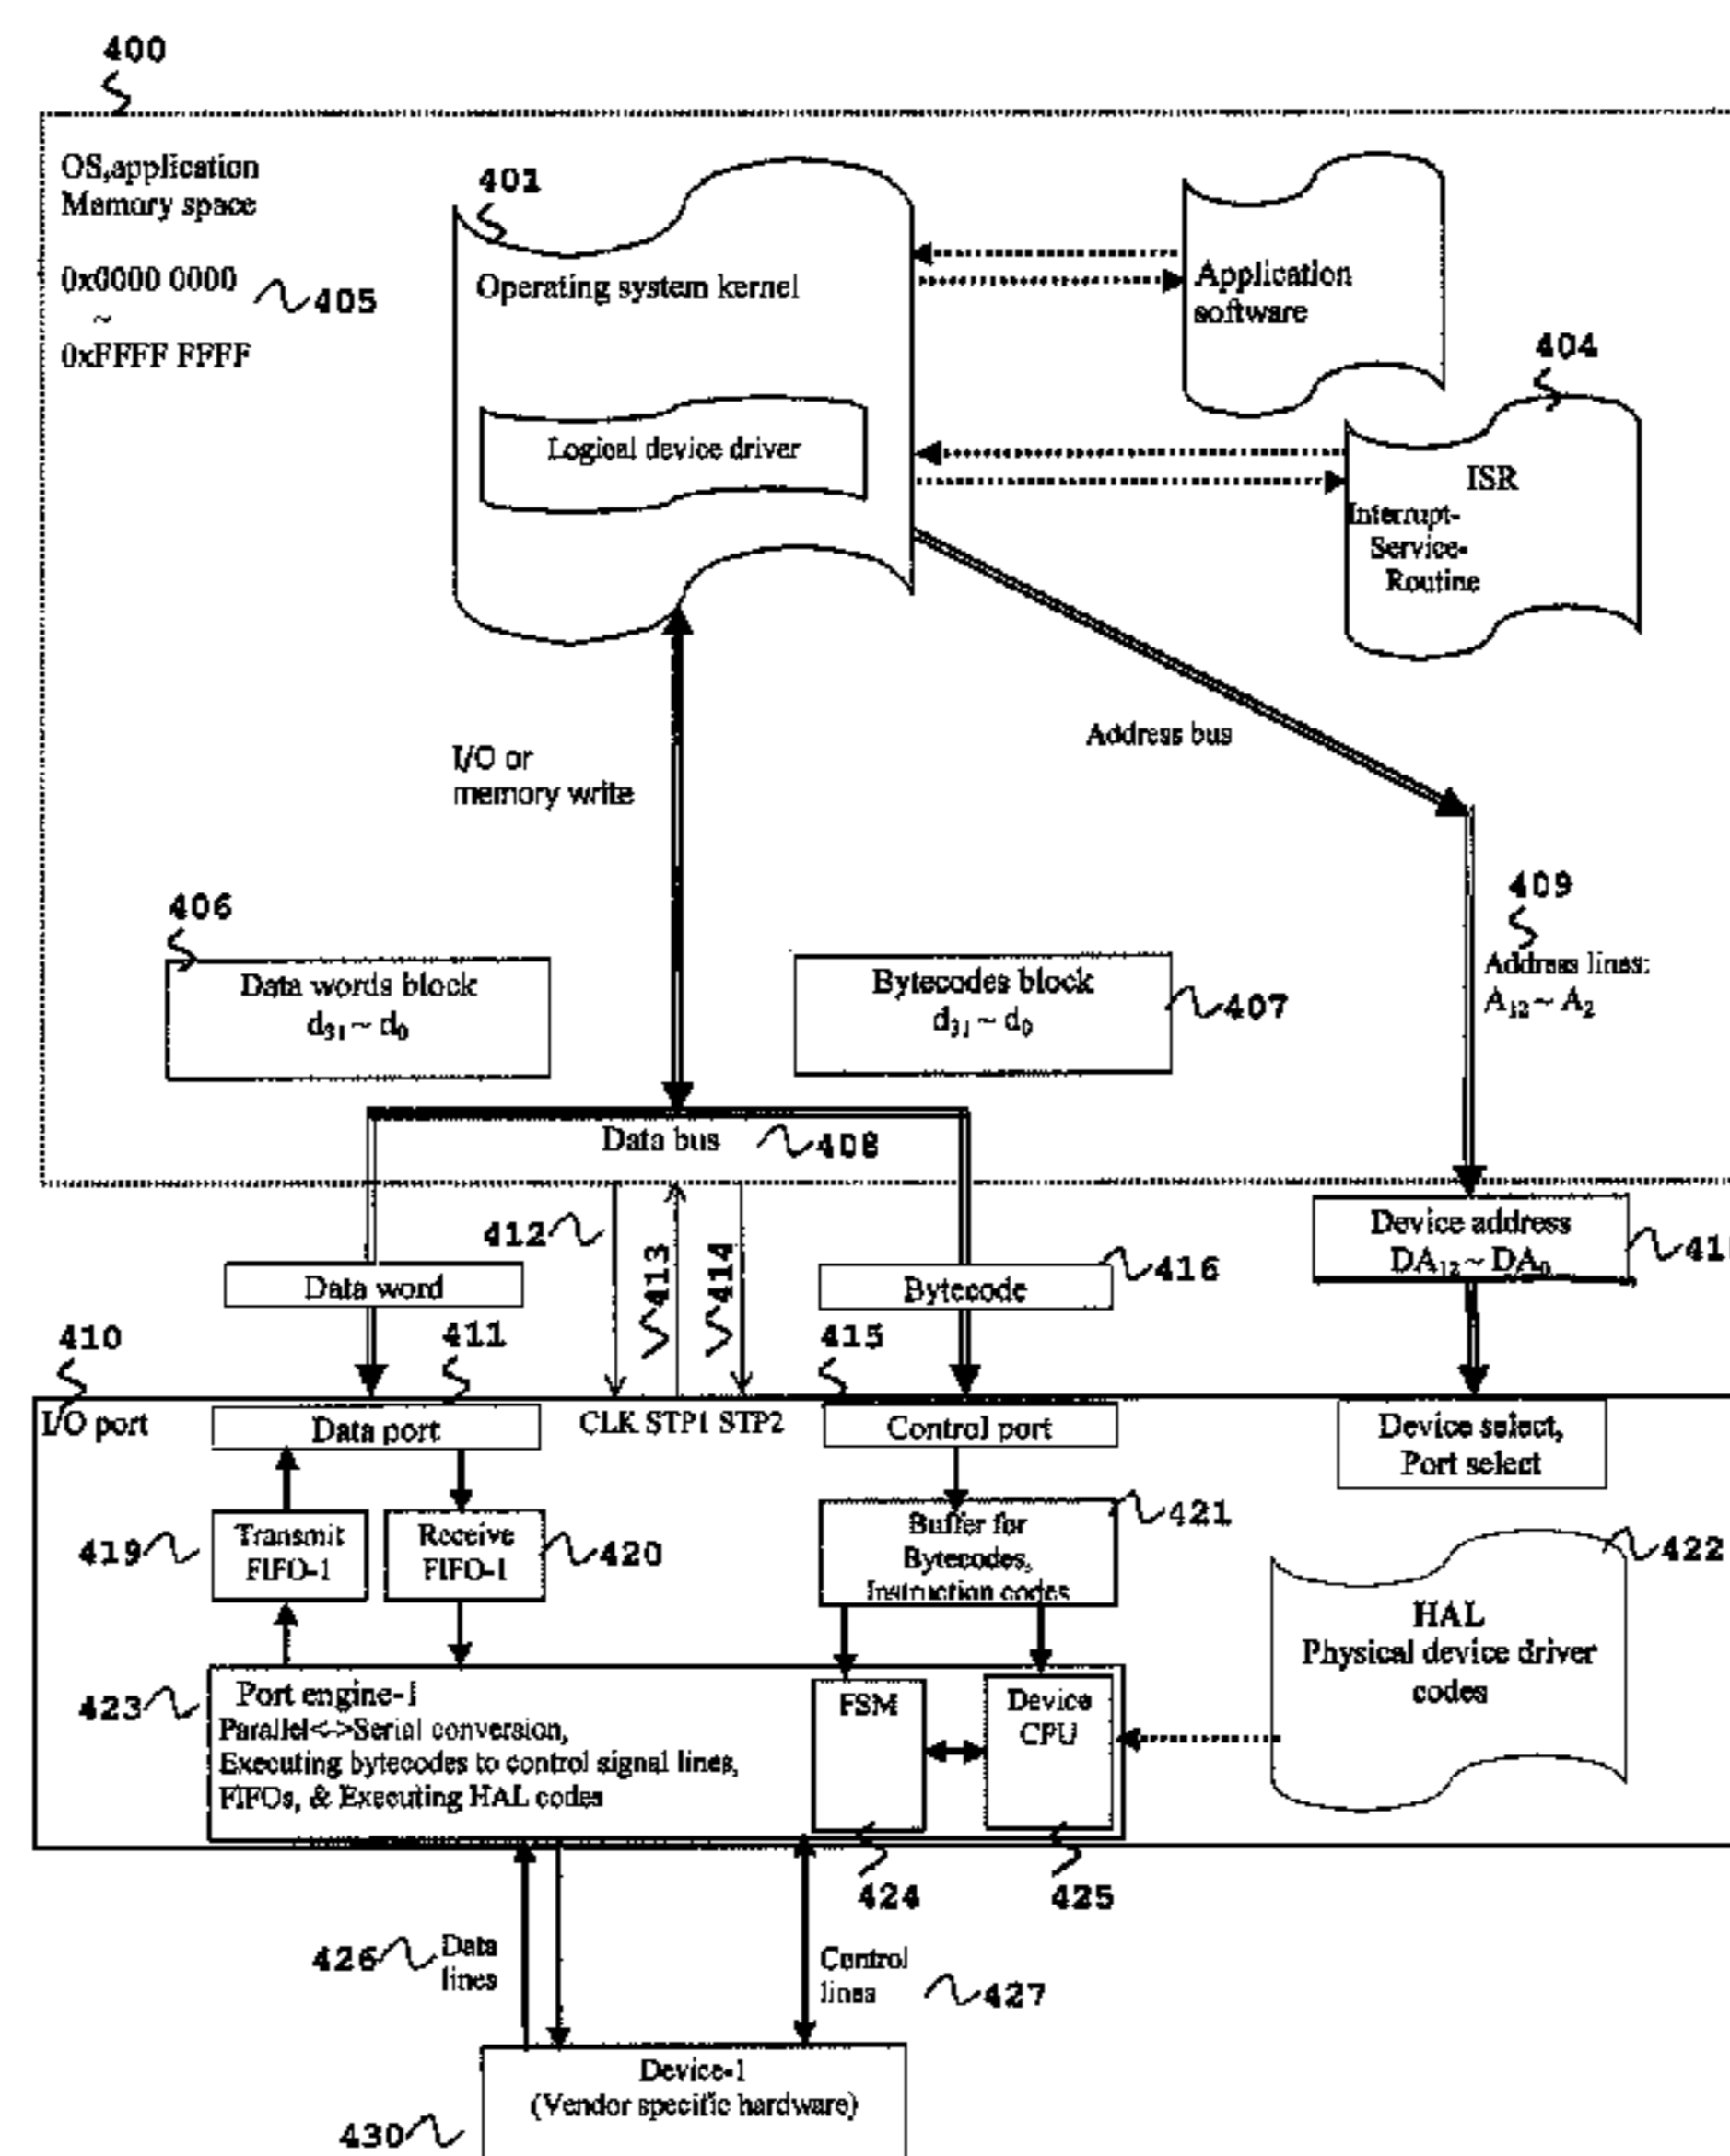 400
OS,application
Memory space
0x0000 0000
~
0xFFFF FFFF
405
401
Operating system kernel
Logical device driver
Application
software
404
ISR
Interrupt-
Service-
Routine
I/O or
memory write
Address bus
409
Address lines:
A12 ~ A2
406
Data words block
d31 ~ d0
Bytecodes block
d31 ~ d0
407
Data bus
408
412
413
414
Data word
Bytecode
416
Device address
DA12 ~ DA0
410
I/O port
411
Data port
CLK STP1 STP2
415
Control port
Device select,
Port select
419
Transmit
FIFO-1
Receive
FIFO-1
420
Buffer for
Bytecodes,
Instruction codes
421
422
HAL
Physical device driver
codes
423
Port engine-1
Parallel<->Serial conversion,
Executing bytecodes to control signal lines,
FIFOs, & Executing HAL codes
FSM
Device
CPU
424
425
426
Data
lines
Control
lines
427
Device-1
(Vendor specific hardware)
430